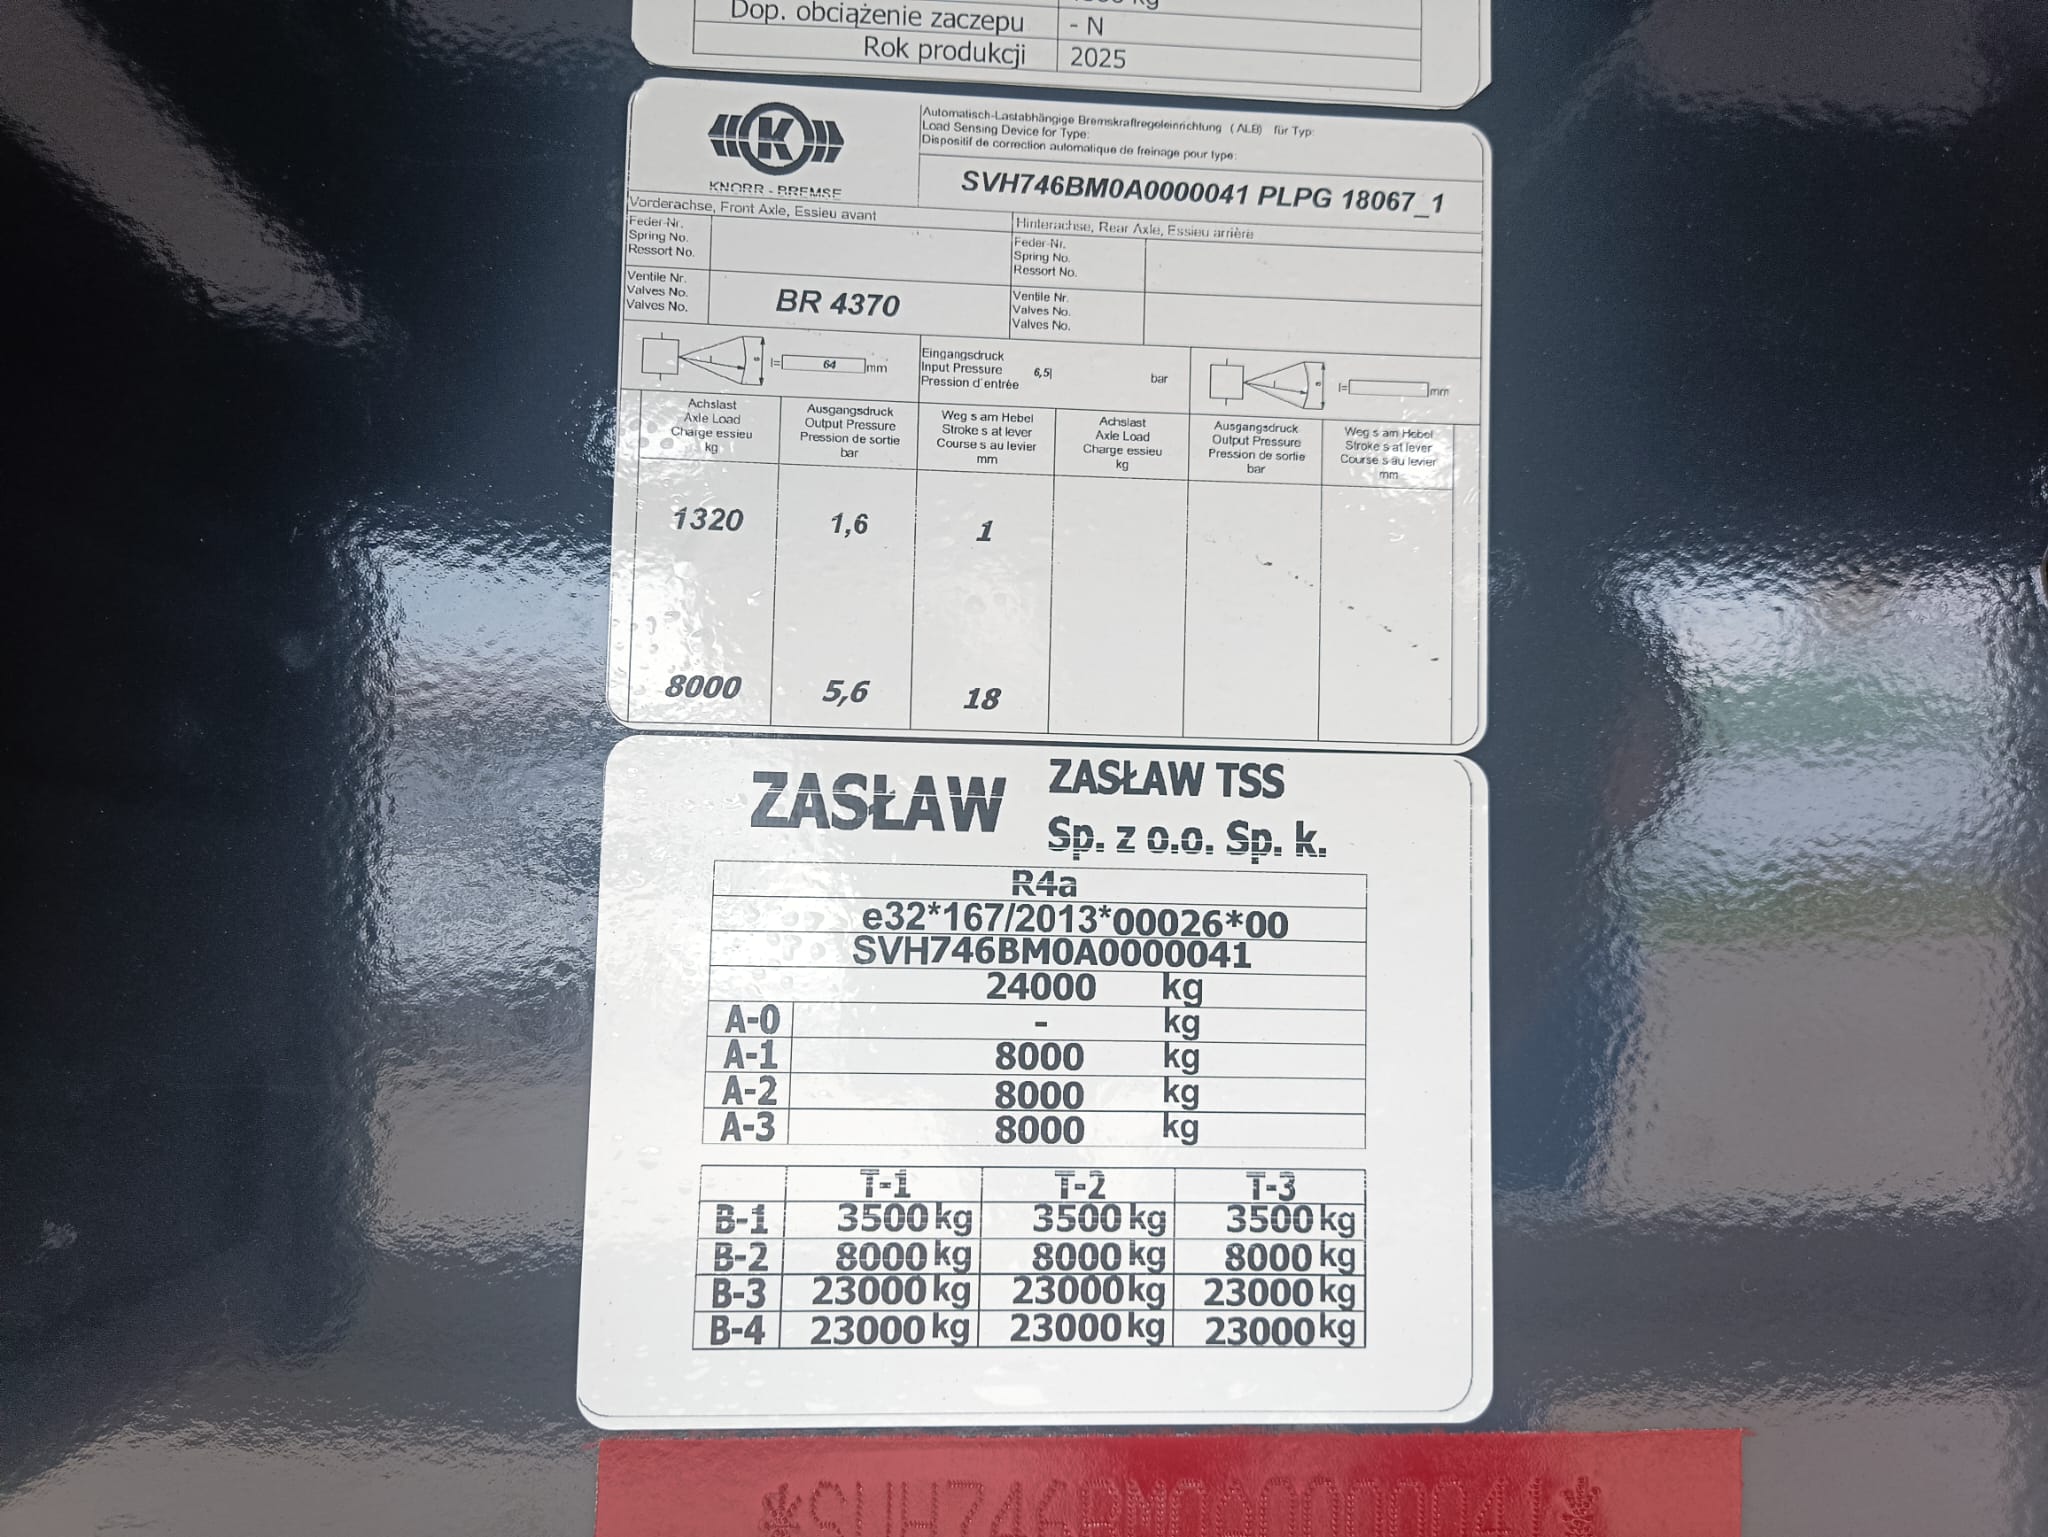 kg
Dop. obciążenie zaczepu - N
Rok produkcji 2025
Automatisch-Lastabhängige Bremskraftregeleinrichtung (ALB) für Typ:
Load Sensing Device for Type:
Dispositif de correction automatique de freinage pour type:
K
KNORR - BREMSE
SVH746BM0A0000041 PLPG 18067_1
Vorderachse, Front Axle, Essieu avant
Hinterachse, Rear Axle, Essieu arrière
Feder-Nr.
Spring No.
Ressort No.
Feder-Nr.
Spring No.
Ressort No.
Ventile Nr.
Valves No.
Valves No.
BR 4370
Ventile Nr.
Valves No.
Valves No.
l= 64 mm
Eingangsdruck
Input Pressure 6,5 bar
Pression d'entrée
l= mm
Achslast
Axle Load
Charge essieu
kg
Ausgangsdruck
Output Pressure
Pression de sortie
bar
Weg s am Hebel
Stroke s at lever
Course s au levier
mm
Achslast
Axle Load
Charge essieu
kg
Ausgangsdruck
Output Pressure
Pression de sortie
bar
Weg s am Hebel
Stroke s at lever
Course s au levier
mm
1320 1,6 1
8000 5,6 18
ZASŁAW
ZASŁAW TSS
Sp. z o.o. Sp. k.
R4a
e32*167/2013*00026*00
SVH746BM0A0000041
24000 kg
A-0 - kg
A-1 8000 kg
A-2 8000 kg
A-3 8000 kg
T-1 T-2 T-3
B-1 3500 kg 3500 kg 3500 kg
B-2 8000 kg 8000 kg 8000 kg
B-3 23000 kg 23000 kg 23000 kg
B-4 23000 kg 23000 kg 23000 kg
SVH746BM0A0000041